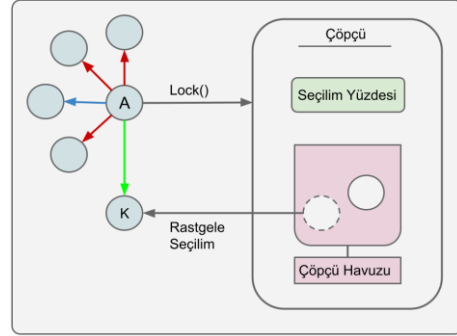 Çöpçü
A
Lock()
Seçilim Yüzdesi
K
Rastgele
Seçilim
Çöpçü Havuzu